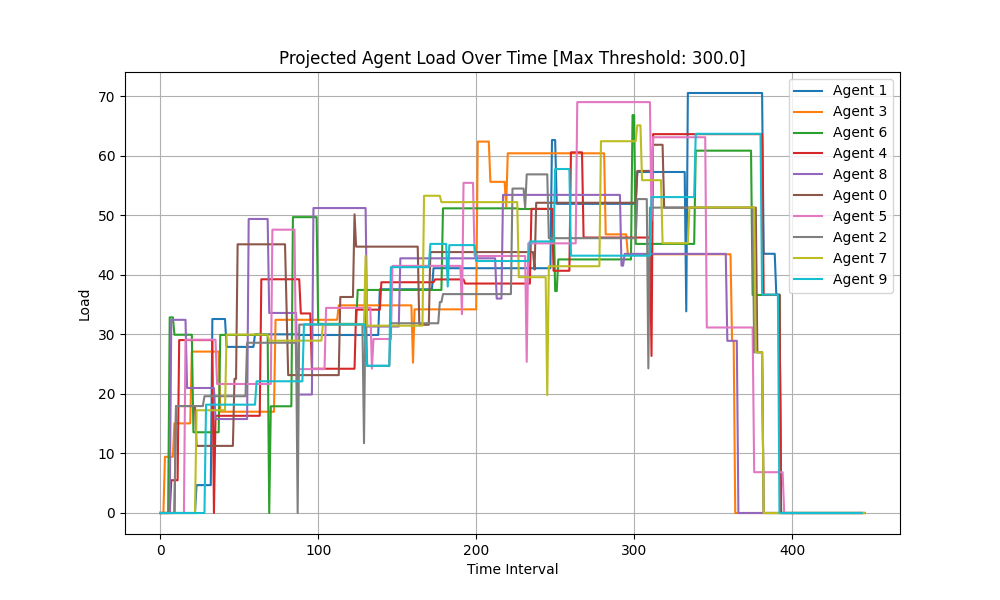 Projected Agent Load Over Time [Max Threshold: 300.0]
Load
70
60
50
40
30
20
10
0
0 100 200 300 400
Time Interval
Agent 1
Agent 3
Agent 6
Agent 4
Agent 8
Agent 0
Agent 5
Agent 2
Agent 7
Agent 9